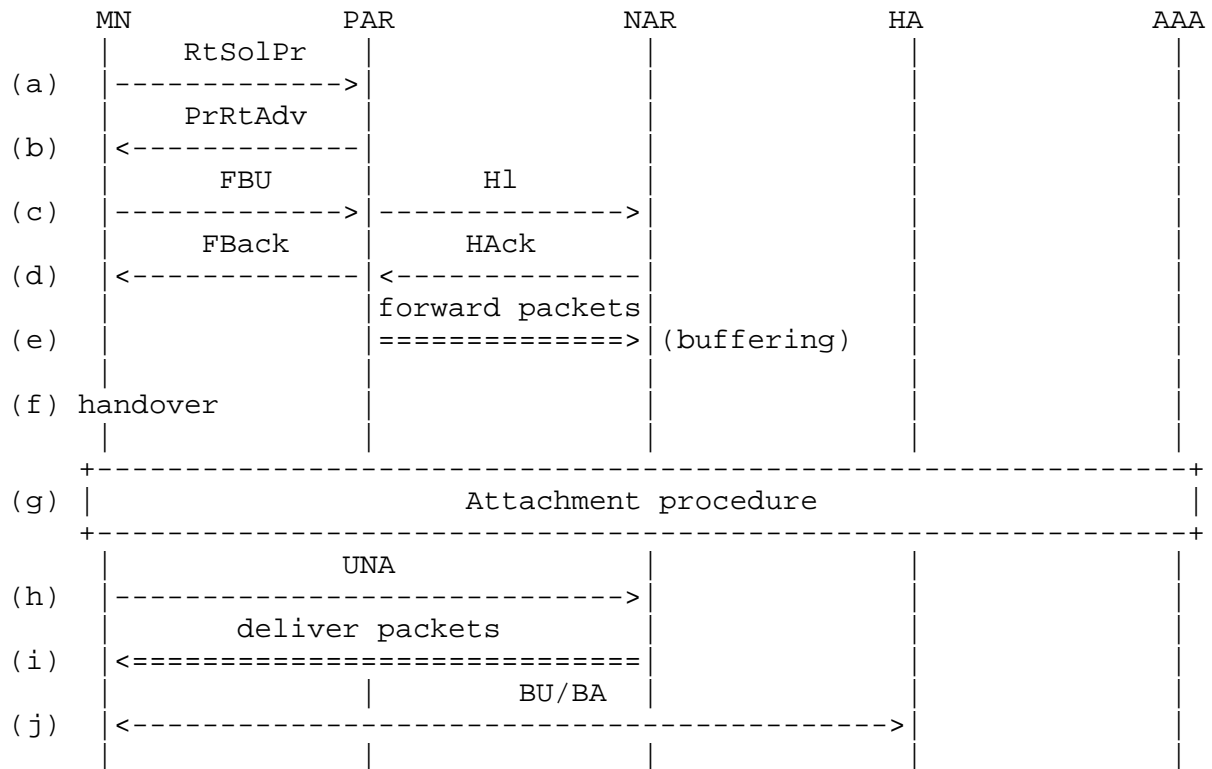 MN PAR NAR HA AAA
RtSolPr
(a)
PrRtAdv
(b)
FBU Hl
(c)
FBack HAck
(d)
forward packets
(e) (buffering)
(f) handover
(g) Attachment procedure
UNA
(h)
deliver packets
(i)
BU/BA
(j)